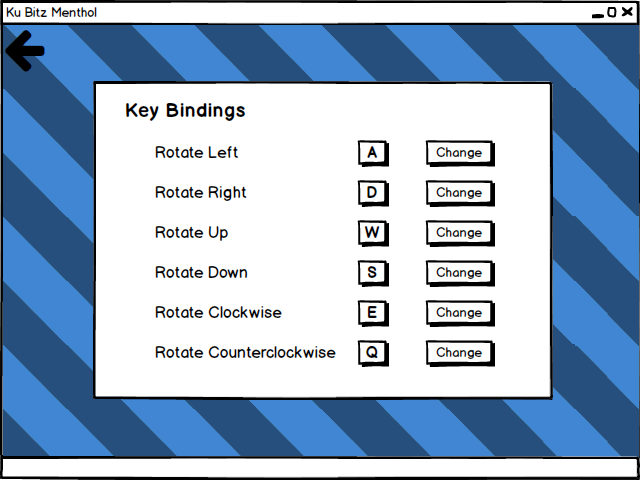 Ku Bitz Menthol
Key Bindings
Rotate Left A Change
Rotate Right D Change
Rotate Up W Change
Rotate Down S Change
Rotate Clockwise E Change
Rotate Counterclockwise Q Change